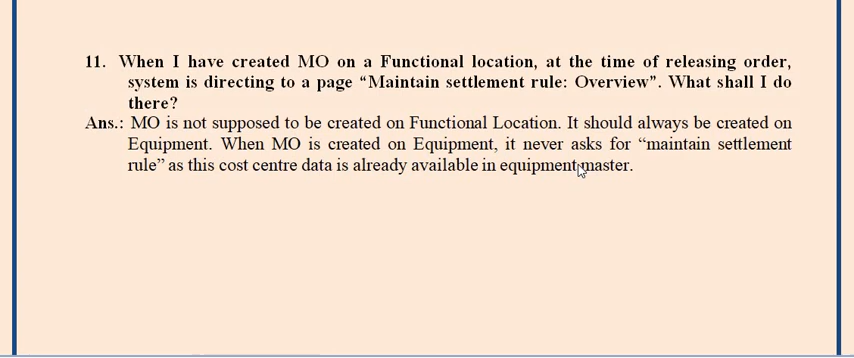 11. When I have created MO on a Functional location, at the time of releasing order,
system is directing to a page “Maintain settlement rule: Overview”. What shall I do
there?
Ans.: MO is not supposed to be created on Functional Location. It should always be created on
Equipment. When MO is created on Equipment, it never asks for “maintain settlement
rule” as this cost centre data is already available in equipment master.